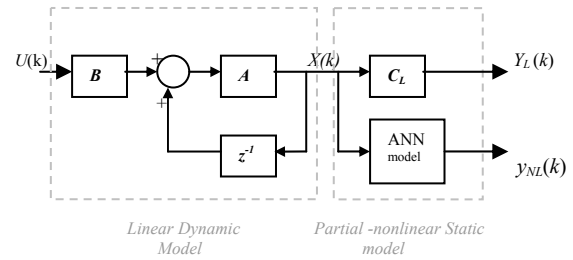 U(k)
B
+
+
A
X(k)
C_L
Y_L(k)
z^-1
ANN
model
y_NL(k)
Linear Dynamic
Model
Partial -nonlinear Static
model